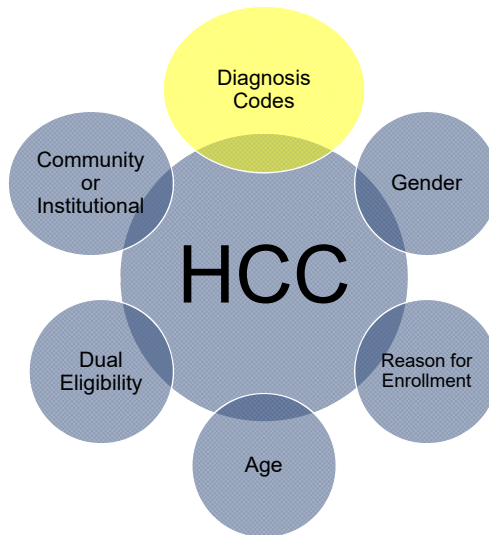 Diagnosis
Codes
Community
or
Institutional
Gender
HCC
Dual
Eligibility
Reason for
Enrollment
Age